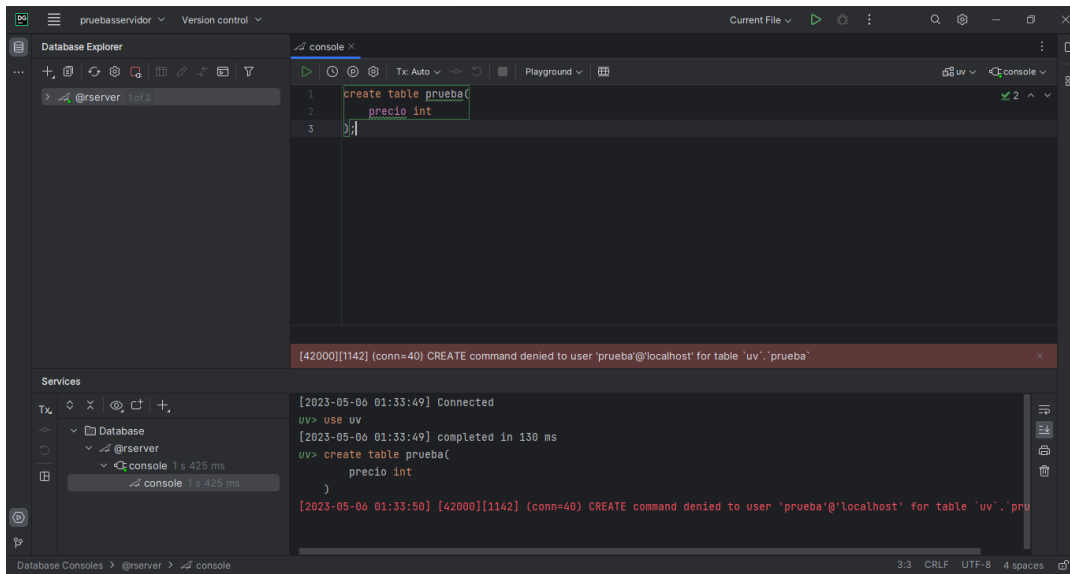 DG pruebasservidor Version control Current File
Database Explorer
console
Tx: Auto Playground uv console
@rserver 1 of 2
1 create table prueba( 2
2 precio int
3 );
[42000][1142] (conn=40) CREATE command denied to user 'prueba'@'localhost' for table `uv`.`prueba`
Services
Tx
Database
@rserver
console 1 s 425 ms
console 1 s 425 ms
[2023-05-06 01:33:49] Connected
uv> use uv
[2023-05-06 01:33:49] completed in 130 ms
uv> create table prueba(
precio int
)
[2023-05-06 01:33:50] [42000][1142] (conn=40) CREATE command denied to user 'prueba'@'localhost' for table `uv`.`pru
Database Consoles > @rserver > console 3:3 CRLF UTF-8 4 spaces